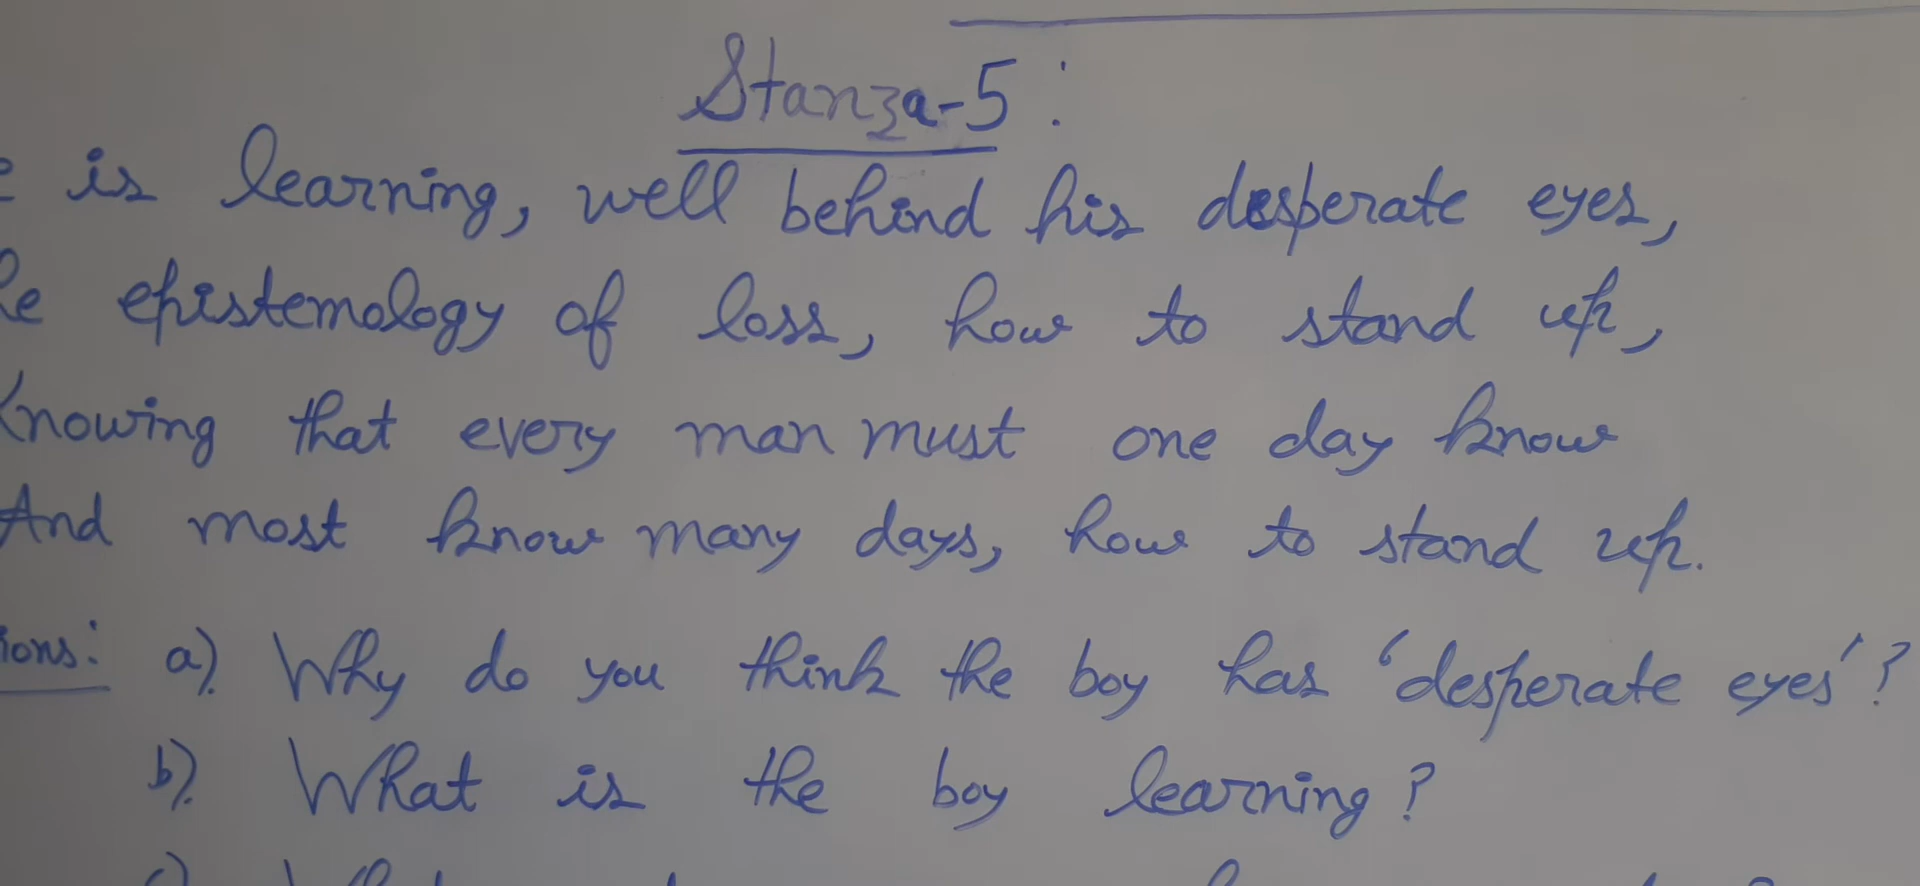 Stanza-5:
is learning, well behind his desperate eyes,
epistemology of loss, how to stand up,
Knowing that every man must one day know
And most know many days, how to stand up.
a). Why do you think the boy has 'desperate eyes'?
b). What is the boy learning?